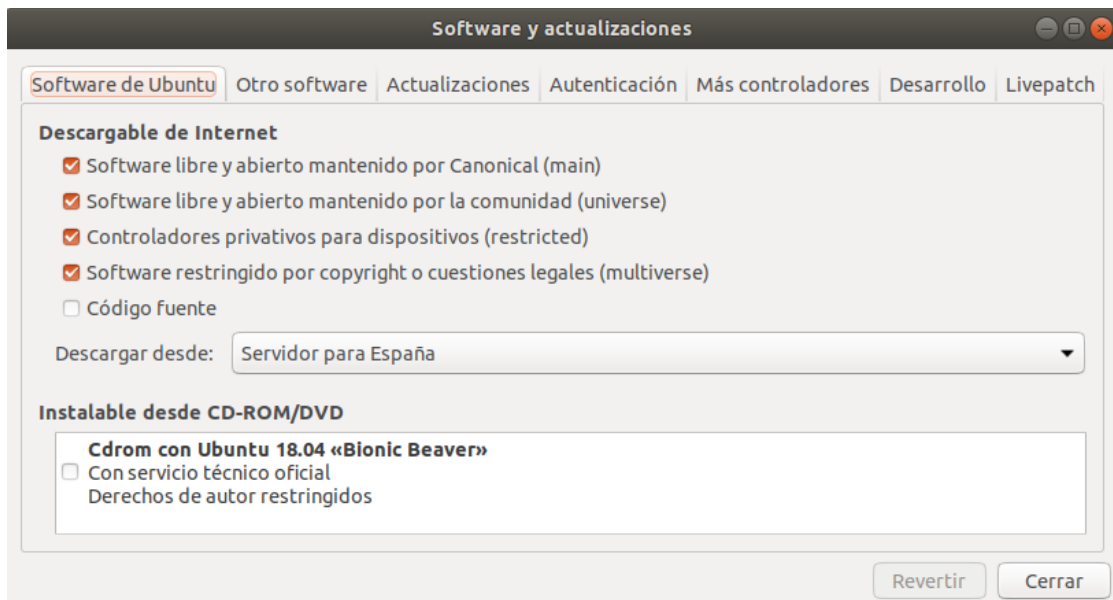 Software y actualizaciones
Software de Ubuntu Otro software Actualizaciones Autenticación Más controladores Desarrollo Livepatch
Descargable de Internet
Software libre y abierto mantenido por Canonical (main)
Software libre y abierto mantenido por la comunidad (universe)
Controladores privativos para dispositivos (restricted)
Software restringido por copyright o cuestiones legales (multiverse)
Código fuente
Descargar desde: Servidor para España
Instalable desde CD-ROM/DVD
Cdrom con Ubuntu 18.04 «Bionic Beaver»
Con servicio técnico oficial
Derechos de autor restringidos
Revertir Cerrar